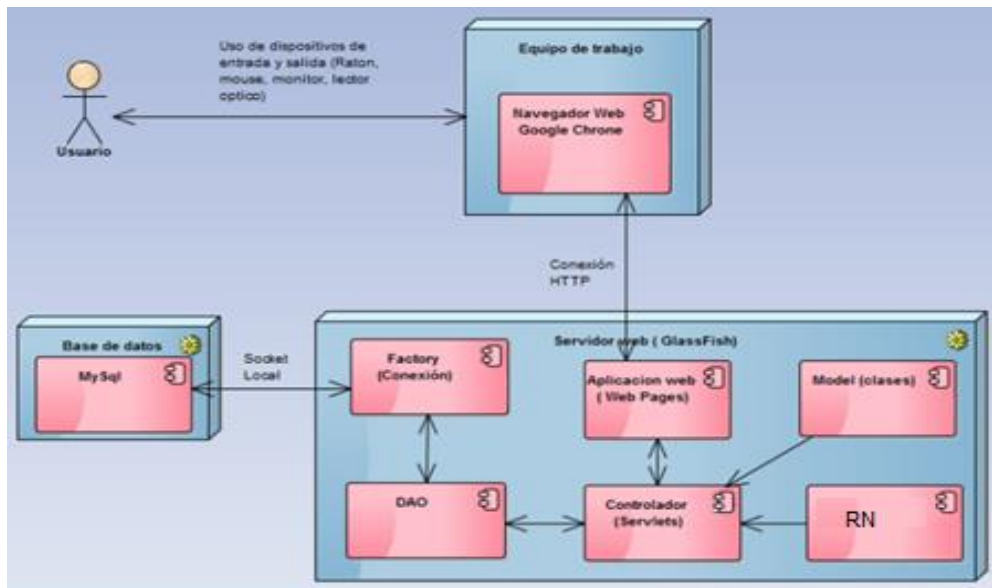 Uso de dispositivos de
entrada y salida (Raton,
mouse, monitor, lector
optico)
Usuario
Equipo de trabajo
Navegador Web
Google Chrone
Conexión
HTTP
Base de datos
MySql
Socket
Local
Servidor web ( GlassFish)
Factory
(Conexión)
Aplicacion web
( Web Pages)
Model (clases)
DAO
Controlador
(Servlets)
RN